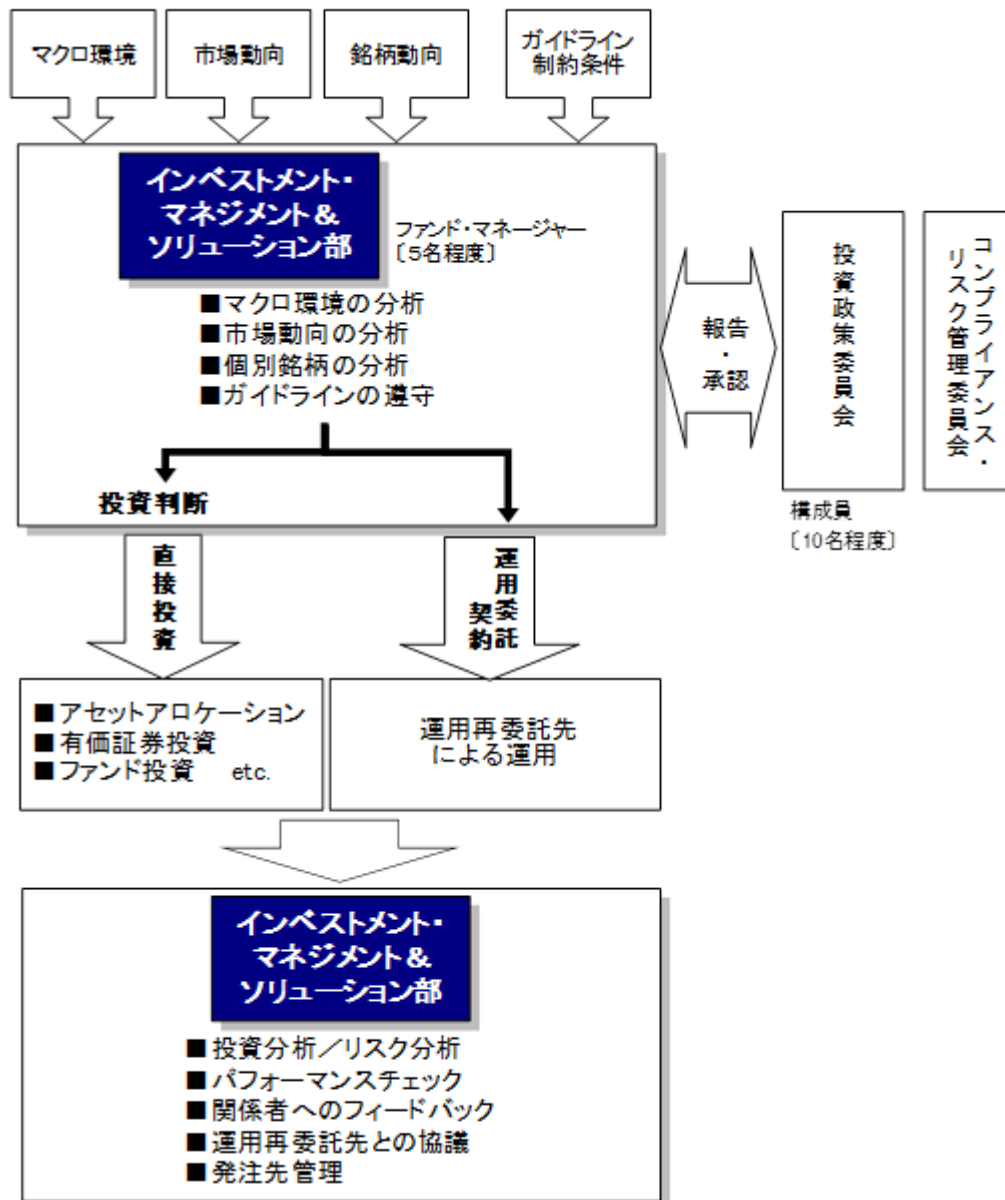 マクロ環境
市場動向
銘柄動向
ガイドライン
制約条件
インベストメント・
マネジメント&
ソリューション部
ファンド・マネージャー
〔5名程度〕
■マクロ環境の分析
■市場動向の分析
■個別銘柄の分析
■ガイドラインの遵守
報告
・
承認
投資政策委員会
コンプライアンス・
リスク管理委員会
構成員
〔10名程度〕
投資判断
直接投資
運用委託
契約
■アセットアロケーション
■有価証券投資
■ファンド投資 etc.
運用再委託先
による運用
インベストメント・
マネジメント&
ソリューション部
■投資分析/リスク分析
■パフォーマンスチェック
■関係者へのフィードバック
■運用再委託先との協議
■発注先管理